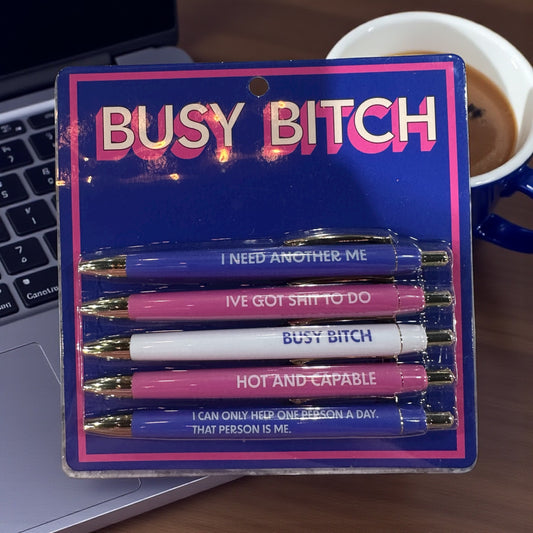 BUSY BITCH
I NEED ANOTHER ME
IVE GOT SHIT TO DO
BUSY BITCH
HOT AND CAPABLE
I CAN ONLY HELP ONE PERSON A DAY.
THAT PERSON IS ME.